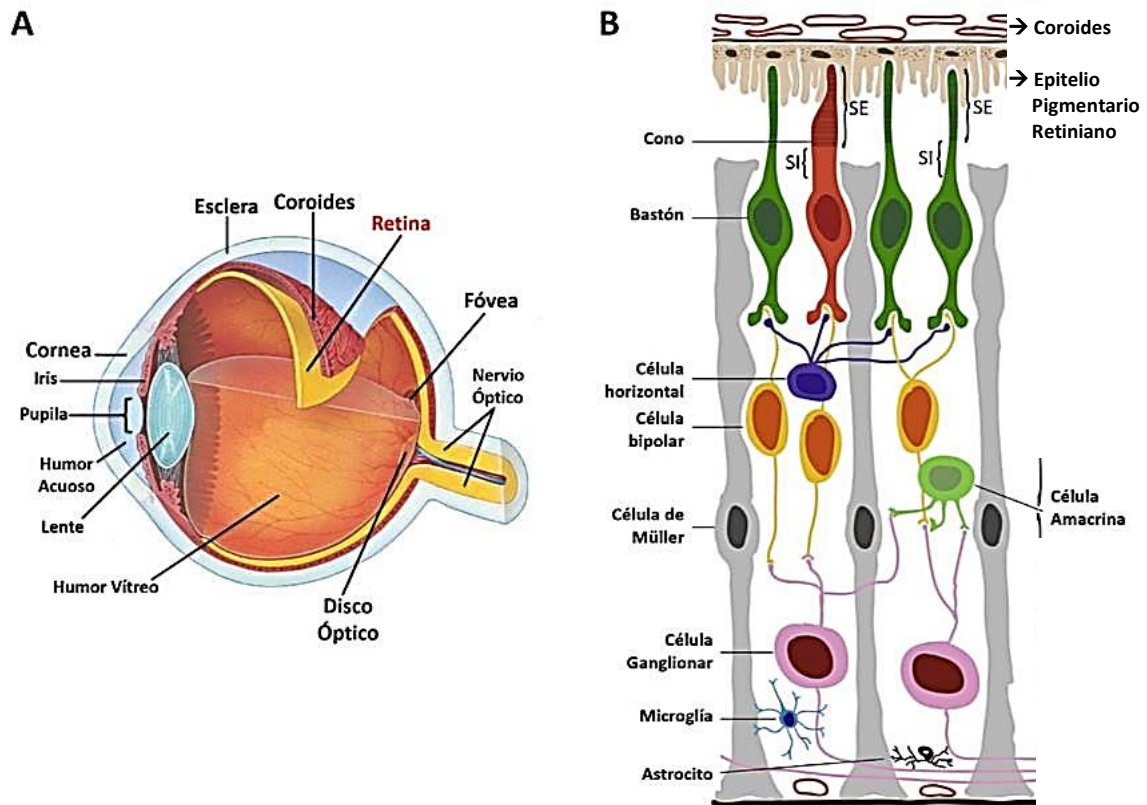 A
Esclera
Coroides
Retina
Fóvea
Nervio
Óptico
Cornea
Iris
Pupila
Humor
Acuoso
Lente
Humor Vítreo
Disco
Óptico
B
→ Coroides
→ Epitelio
Pigmentario
Retiniano
SE
SE
Cono
SI
SI
Bastón
Célula
horizontal
Célula
bipolar
Célula
Amacrina
Célula de
Müller
Célula
Ganglionar
Microglía
Astrocito